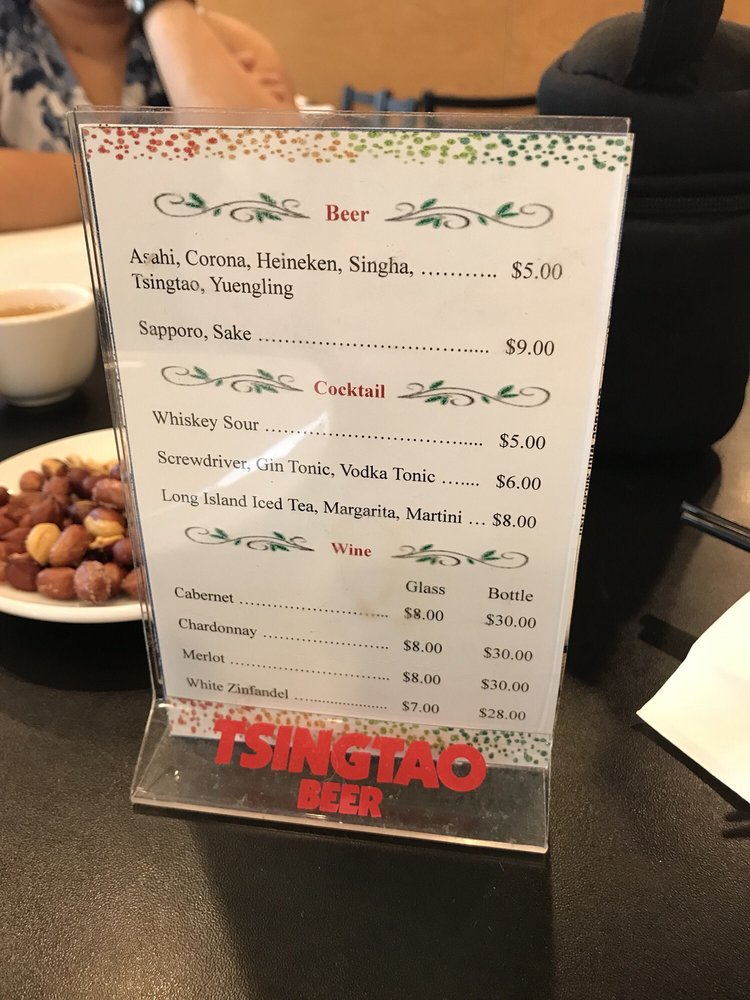 Beer
Asahi, Corona, Heineken, Singha, ........... $5.00
Tsingtao, Yuengling
Sapporo, Sake ..................................... $9.00
Cocktail
Whiskey Sour ..................................... $5.00
Screwdriver, Gin Tonic, Vodka Tonic ....... $6.00
Long Island Iced Tea, Margarita, Martini ... $8.00
Wine
Glass Bottle
Cabernet ............................ $8.00 $30.00
Chardonnay ........................ $8.00 $30.00
Merlot ............................... $8.00 $30.00
White Zinfandel ...................... $7.00 $28.00
TSINGTAO
BEER